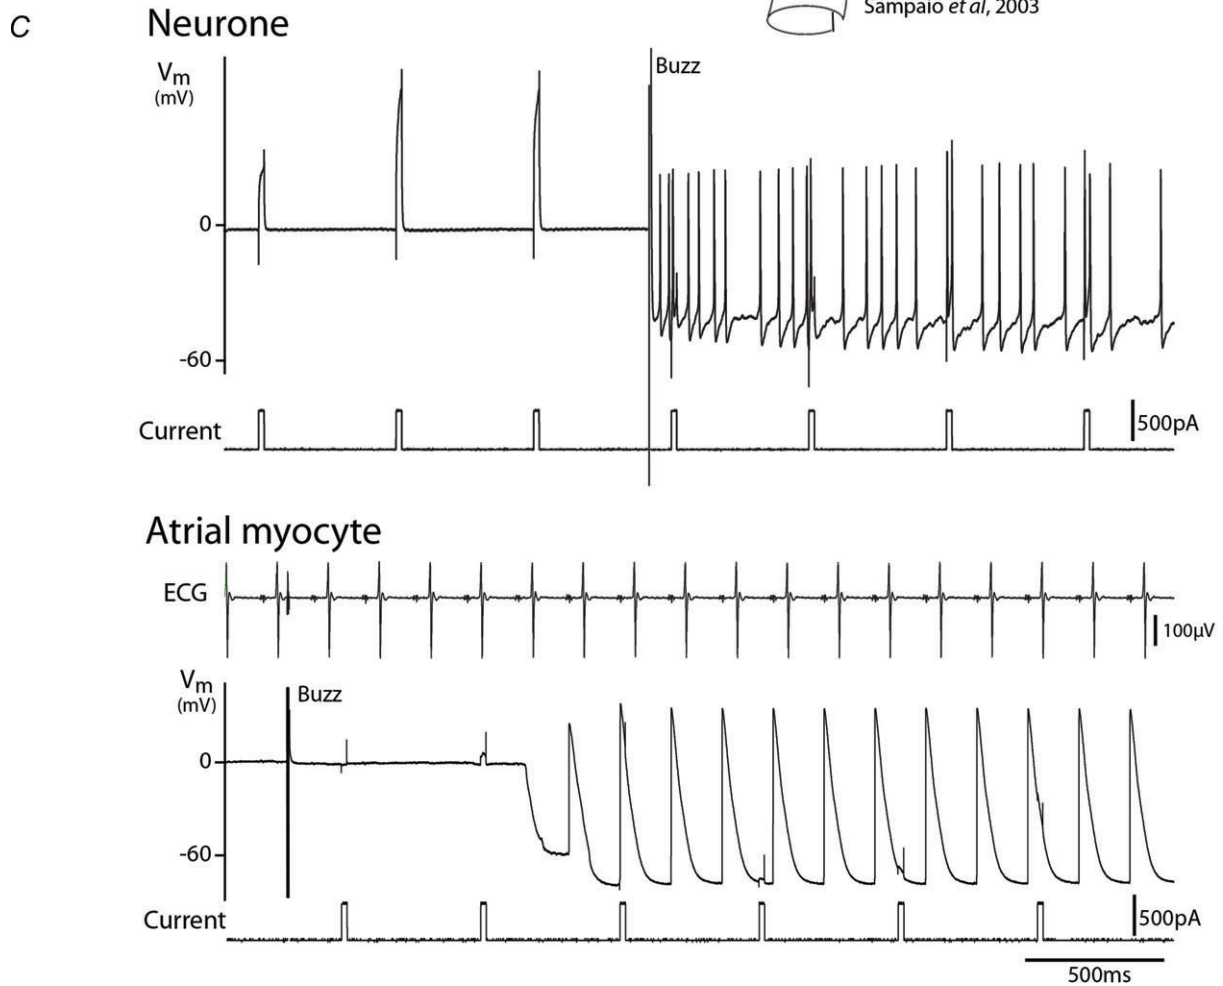 Sampaio et al, 2003
C
Neurone
Vm
(mV)
Buzz
0
-60
Current
500pA
Atrial myocyte
ECG
100µV
Vm
(mV)
Buzz
0
-60
Current
500pA
500ms